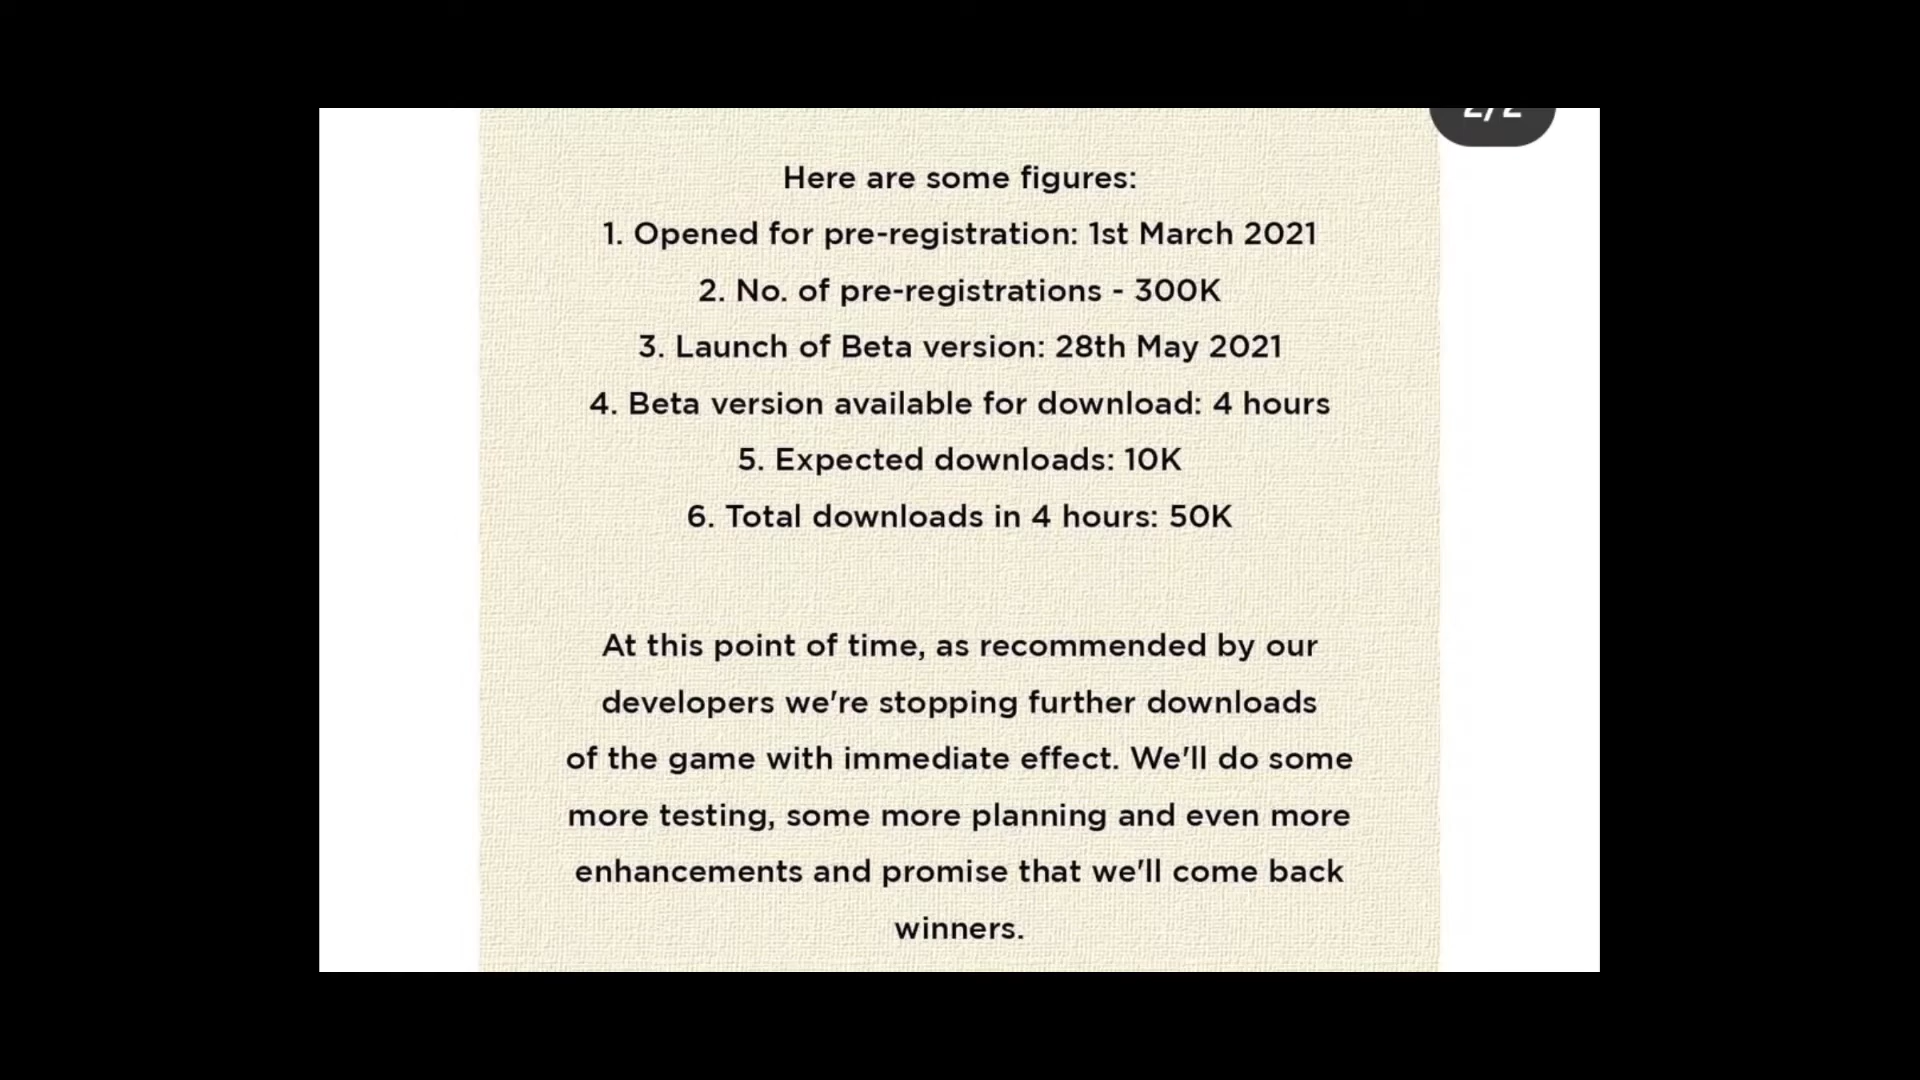 2/2
Here are some figures:
1. Opened for pre-registration: 1st March 2021
2. No. of pre-registrations - 300K
3. Launch of Beta version: 28th May 2021
4. Beta version available for download: 4 hours
5. Expected downloads: 10K
6. Total downloads in 4 hours: 50K
At this point of time, as recommended by our
developers we're stopping further downloads
of the game with immediate effect. We'll do some
more testing, some more planning and even more
enhancements and promise that we'll come back
winners.